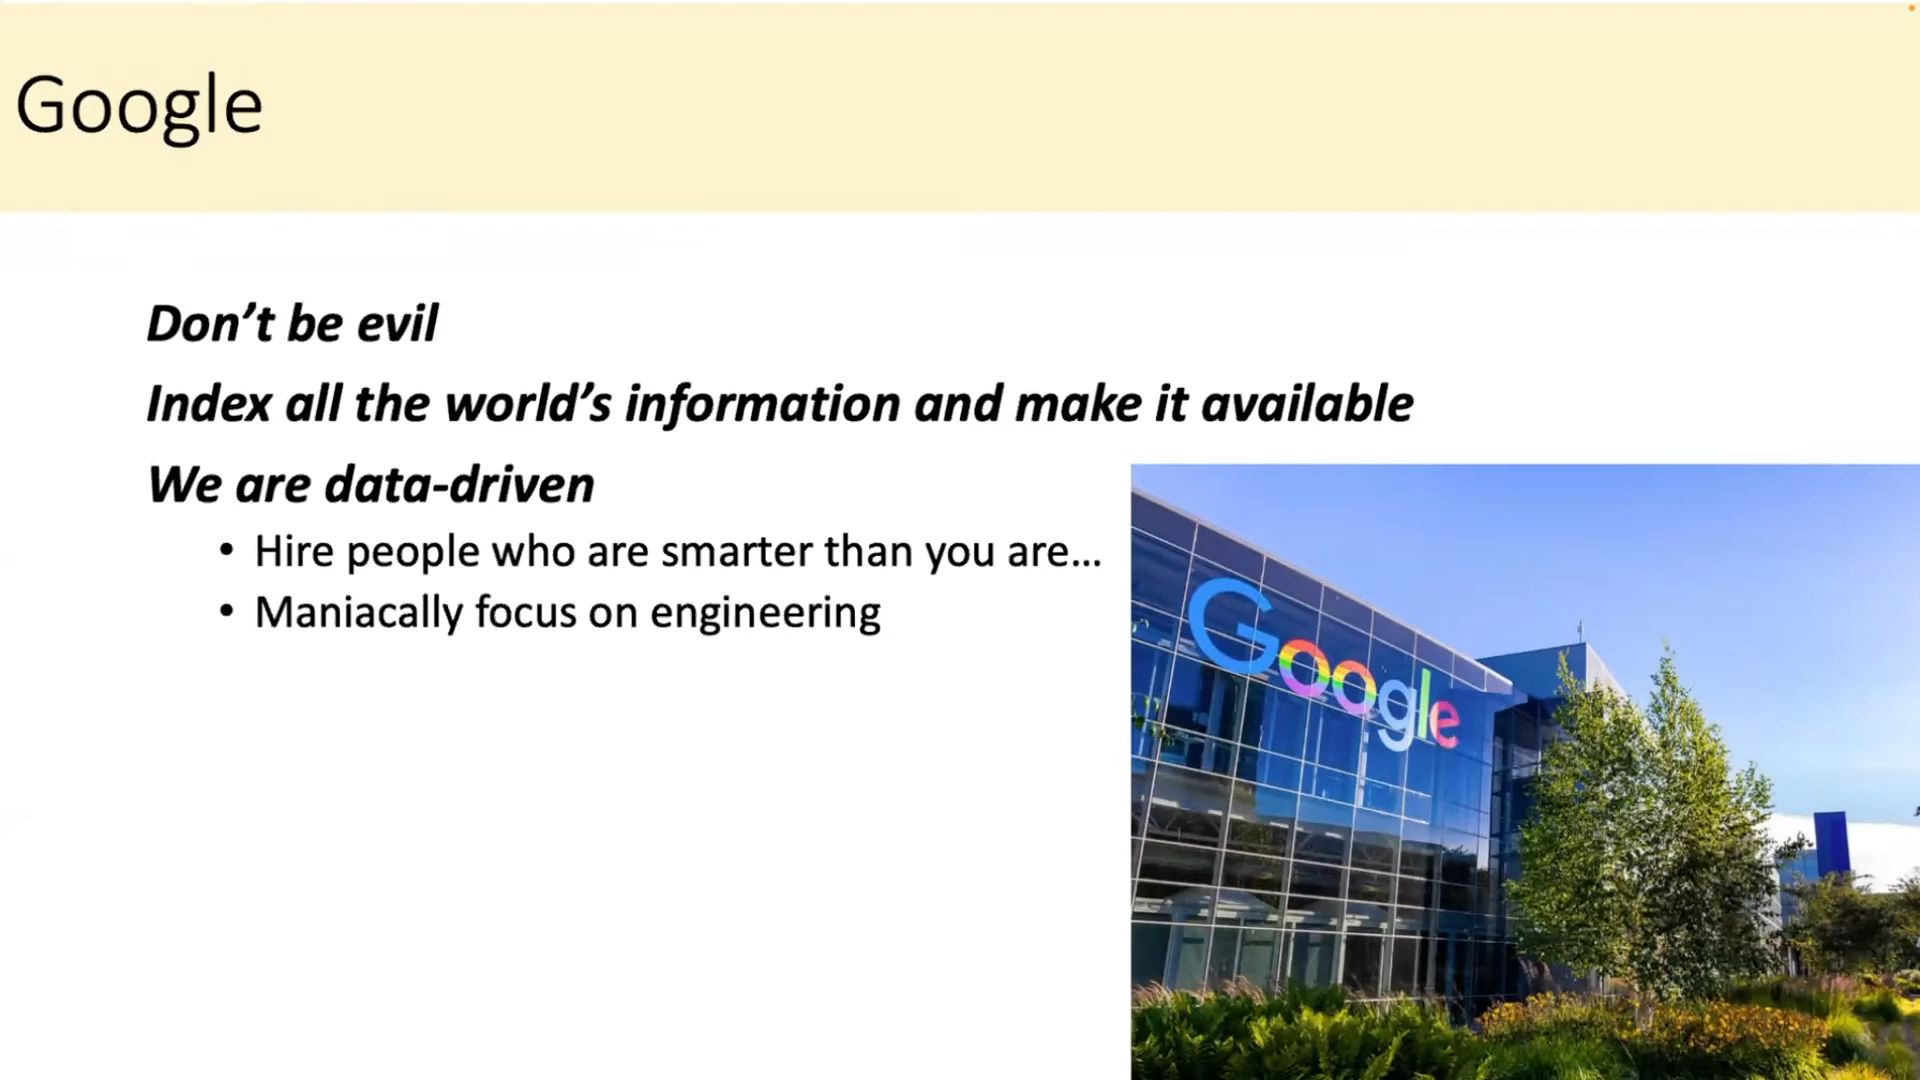 Google
Don’t be evil
Index all the world’s information and make it available
We are data-driven
• Hire people who are smarter than you are...
• Maniacally focus on engineering
Google